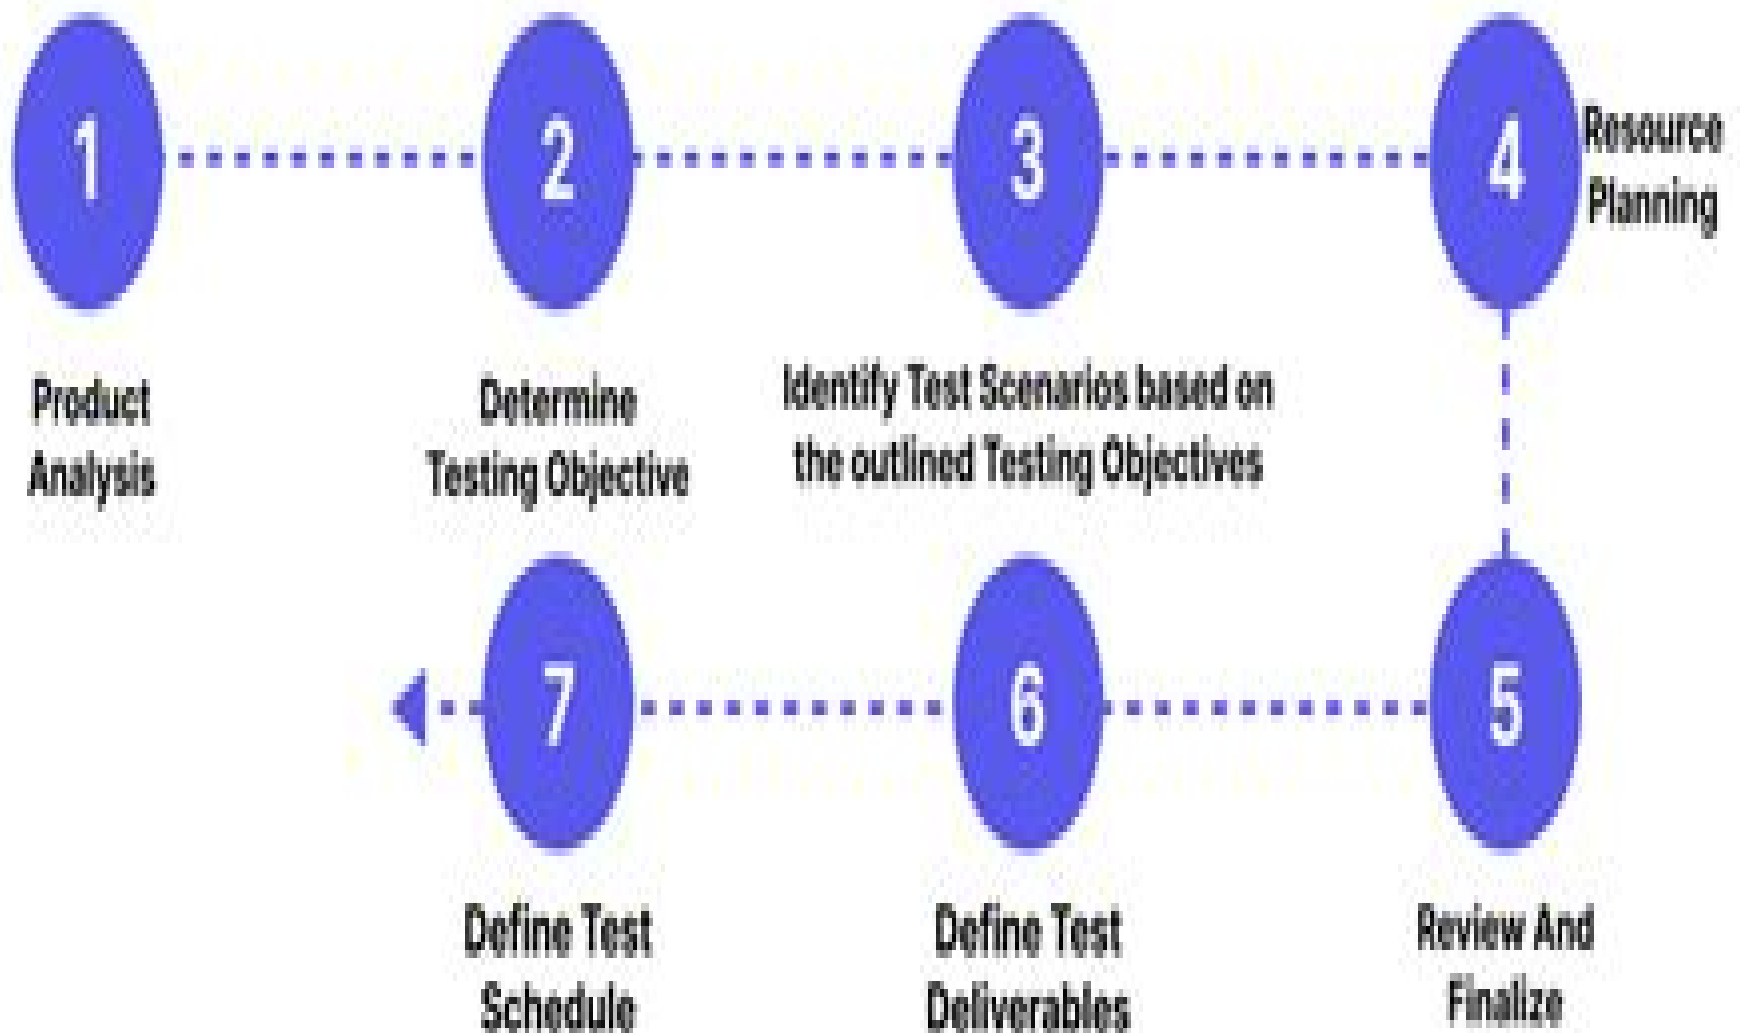 1
2
3
4
Resource
Planning
Product
Analysis
Determine
Testing Objective
Identify Test Scenarios based on
the outlined Testing Objectives
7
6
5
Define Test
Schedule
Define Test
Deliverables
Review And
Finalize